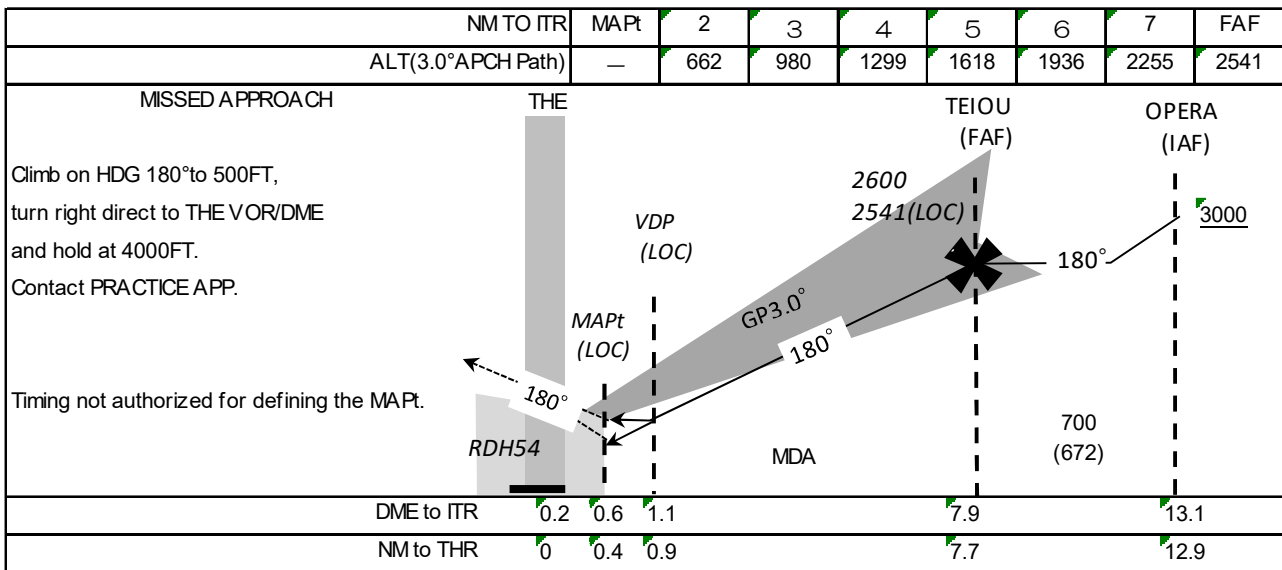 NM TO ITR MAPt 2 3 4 5 6 7 FAF
ALT(3.0°APCH Path) — 662 980 1299 1618 1936 2255 2541
MISSED APPROACH
Climb on HDG 180°to 500FT,
turn right direct to THE VOR/DME
and hold at 4000FT.
Contact PRACTICE APP.
Timing not authorized for defining the MAPt.
THE
TEIOU
(FAF)
OPERA
(IAF)
2600
2541(LOC)
3000
VDP
(LOC)
180°
GP3.0°
MAPt
(LOC)
180°
180°
RDH54
MDA
700
(672)
DME to ITR 0.2 0.6 1.1 7.9 13.1
NM to THR 0 0.4 0.9 7.7 12.9